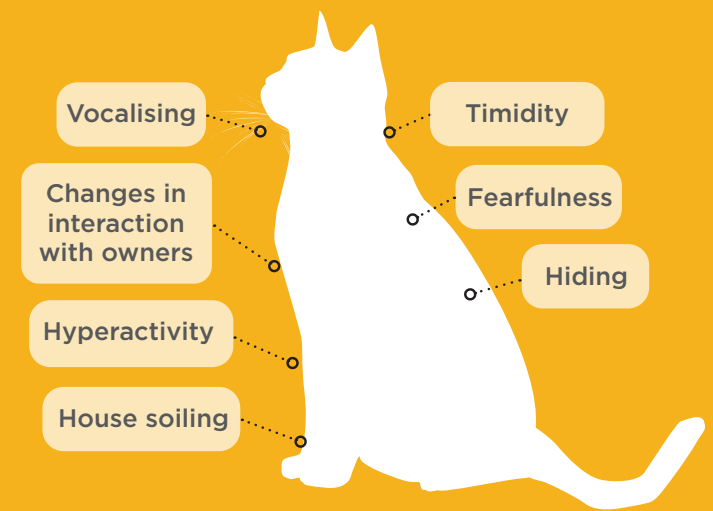 Vocalising
Changes in
interaction
with owners
Hyperactivity
House soiling
Timidity
Fearfulness
Hiding